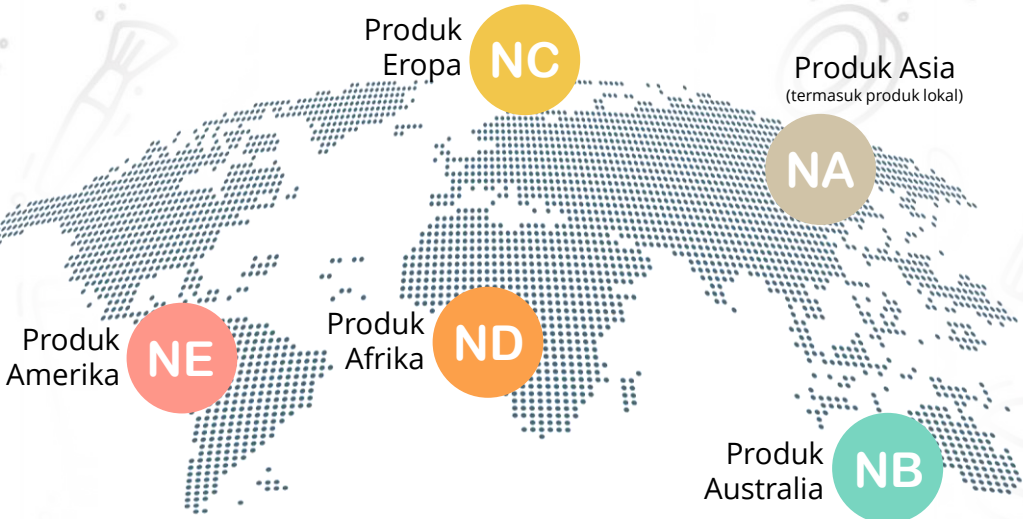 Produk
Eropa
NC
Produk Asia
(termasuk produk lokal)
NA
Produk
Amerika
NE
Produk
Afrika
ND
Produk
Australia
NB